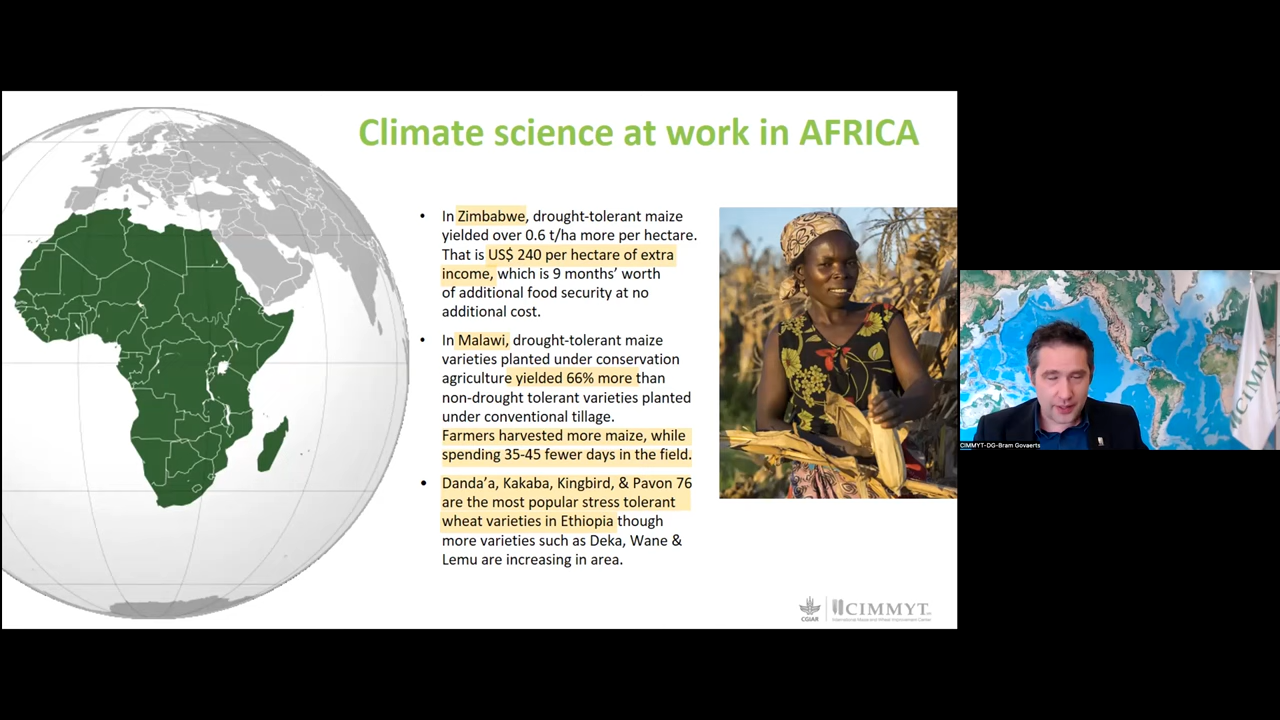 Climate science at work in AFRICA
• In Zimbabwe, drought-tolerant maize
yielded over 0.6 t/ha more per hectare.
That is US$ 240 per hectare of extra
income, which is 9 months’ worth
of additional food security at no
additional cost.
• In Malawi, drought-tolerant maize
varieties planted under conservation
agriculture yielded 66% more than
non-drought tolerant varieties planted
under conventional tillage.
Farmers harvested more maize, while
spending 35-45 fewer days in the field.
• Danda’a, Kakaba, Kingbird, & Pavon 76
are the most popular stress tolerant
wheat varieties in Ethiopia though
more varieties such as Deka, Wane &
Lemu are increasing in area.
CGIAR
CIMMYT
International Maize and Wheat Improvement Center
CIMMYT
CIMMYT-DG-Bram Govaerts